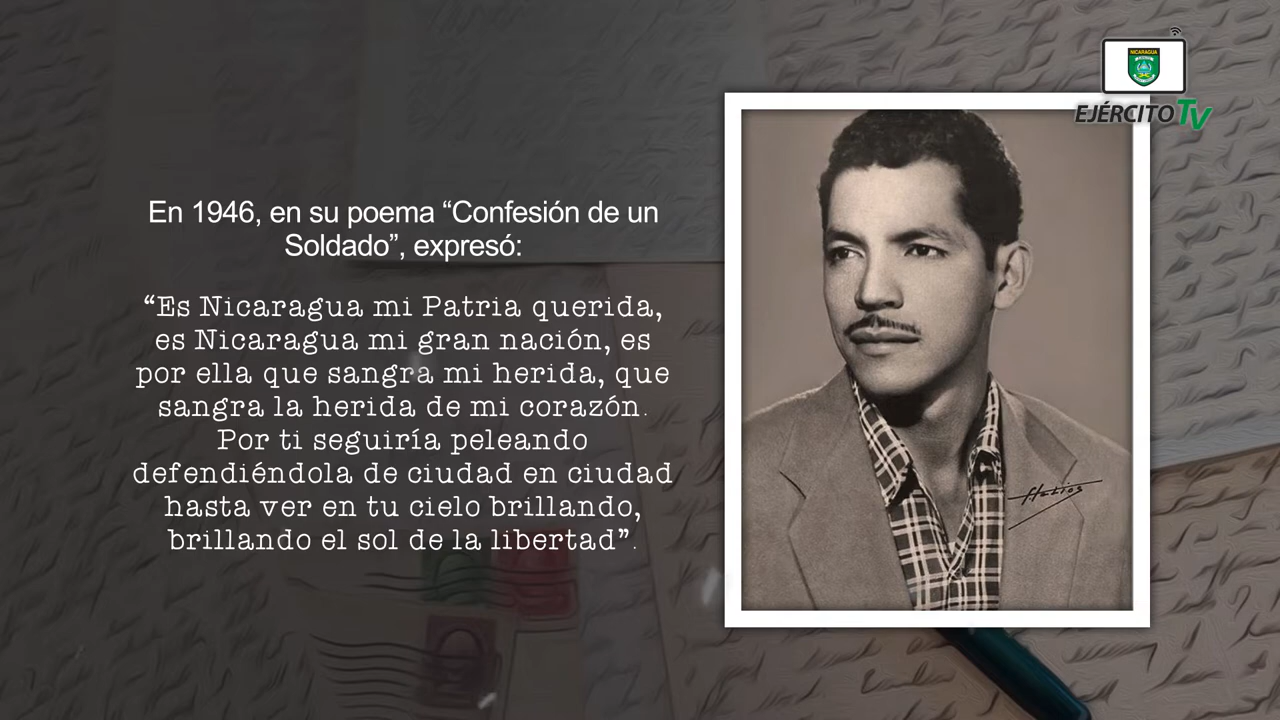 NICARAGUA
EJÉRCITO TV
En 1946, en su poema “Confesión de un
Soldado”, expresó:
“Es Nicaragua mi Patria querida,
es Nicaragua mi gran nación, es
por ella que sangra mi herida, que
sangra la herida de mi corazón.
Por ti seguiría peleando
defendiéndola de ciudad en ciudad
hasta ver en tu cielo brillando,
brillando el sol de la libertad”.
Helios